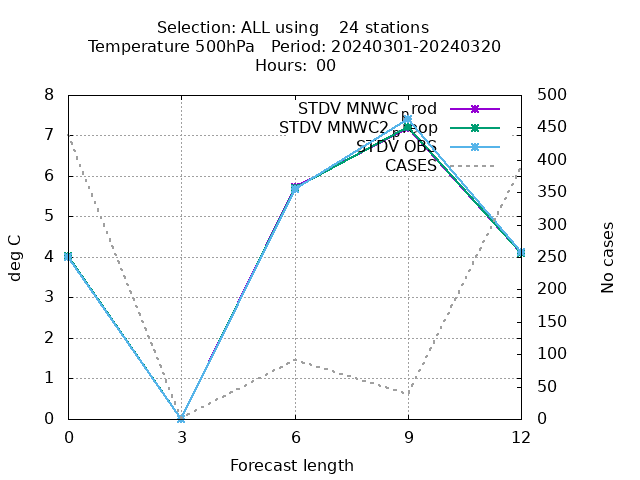 Selection: ALL using 24 stations
Temperature 500hPa Period: 20240301-20240320
Hours: 00
8 500
STDV MNWC_prod
450
STDV MNWC2_preop
7
STDV OBS
400
CASES
6 350
5 300
4 250
3 200
150
2
100
1
50
0 0
0 3 6 9 12
deg C
No cases
Forecast length